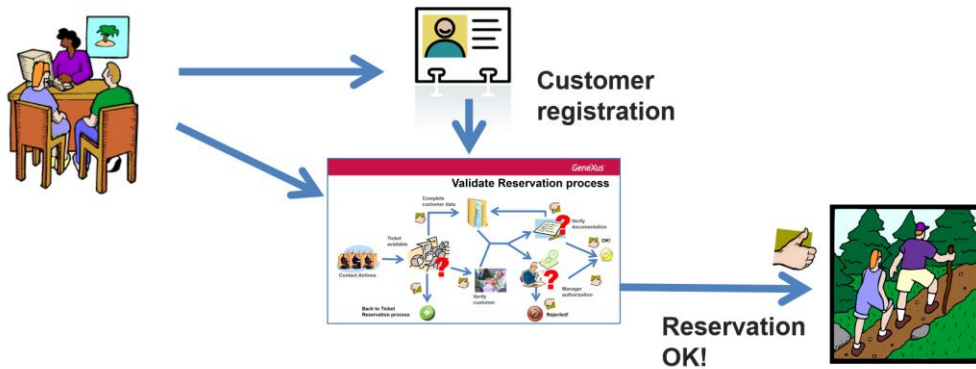 Customer
registration
GeneXus
Validate Reservation process
Complete
customer data
Verify
documentation
Ticket
available
OK!
Contact Airlines
Verify
customer
Manager
authorization
Back to Ticket
Reservation process
Rejected!
Reservation
OK!